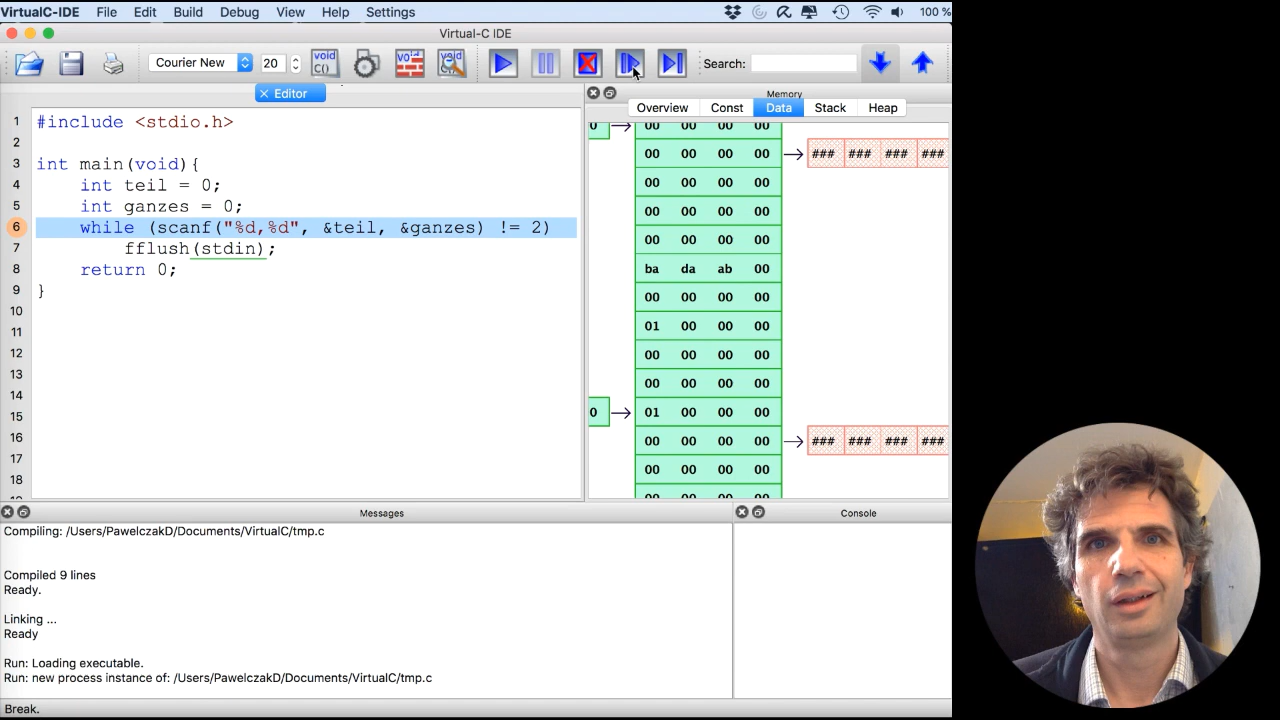 VirtualC-IDE File Edit Build Debug View Help Settings 100 %
Virtual-C IDE
Courier New 20 void C() Search:
Editor
Memory
Overview Const Data Stack Heap
1 #include <stdio.h>
2
3 int main(void){
4 int teil = 0;
5 int ganzes = 0;
6 while (scanf("%d,%d", &teil, &ganzes) != 2)
7 fflush(stdin);
8 return 0;
9 }
10
11
12
13
14
15
16
17
18
0 00 00 00 00
00 00 00 00 ### ### ### ###
00 00 00 00
00 00 00 00
00 00 00 00
ba da ab 00
00 00 00 00
01 00 00 00
00 00 00 00
00 00 00 00
0 01 00 00 00
00 00 00 00 ### ### ### ###
00 00 00 00
00 00 00 00
Messages
Compiling: /Users/PawelczakD/Documents/VirtualC/tmp.c
Compiled 9 lines
Ready.
Linking ...
Ready
Run: Loading executable.
Run: new process instance of: /Users/PawelczakD/Documents/VirtualC/tmp.c
Console
Break.